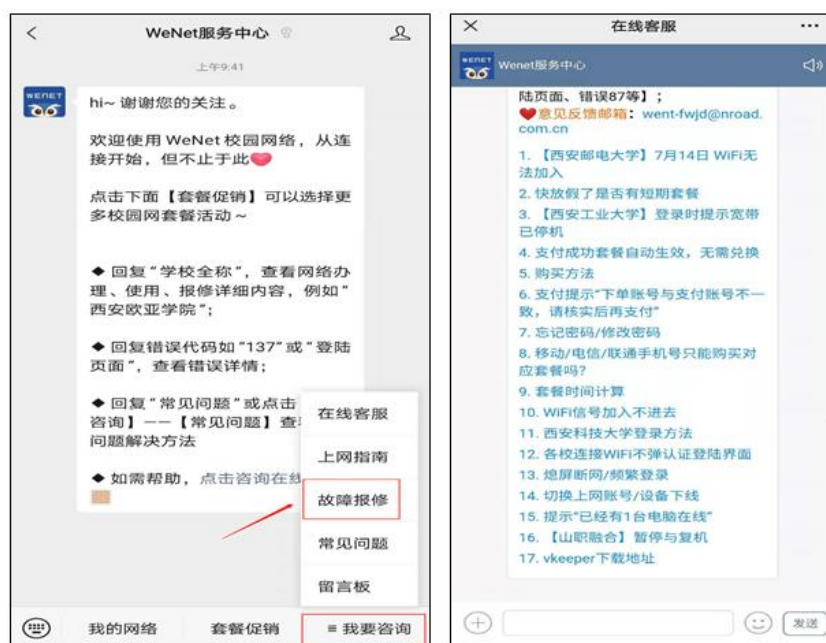 WeNet服务中心
上午9:41
WENET
hi~ 谢谢您的关注。
欢迎使用 WeNet 校园网络，从连
接开始，但不止于此
点击下面【套餐促销】可以选择更
多校园网套餐活动～
◆ 回复“学校全称”，查看网络办
理、使用、报修详细内容，例如“
西安欧亚学院”；
◆ 回复错误代码如“137”或“登陆
页面”，查看错误详情；
◆ 回复“常见问题”或点击
咨询】——【常见问题】查
问题解决方法
◆ 如需帮助，点击咨询在线
在线客服
上网指南
故障报修
常见问题
留言板
我的网络
套餐促销
≡ 我要咨询
在线客服
WENET
Wenet服务中心
陆页面、错误87等】；
意见反馈邮箱：went-fwjd@nroad.
com.cn
1. 【西安邮电大学】7月14日 WiFi无
法加入
2. 快放假了是否有短期套餐
3. 【西安工业大学】登录时提示宽带
已停机
4. 支付成功套餐自动生效，无需兑换
5. 购买方法
6. 支付提示“下单账号与支付账号不一
致，请核实后再支付”
7. 忘记密码/修改密码
8. 移动/电信/联通手机号只能购买对
应套餐吗？
9. 套餐时间计算
10. WiFi信号加入不进去
11. 西安科技大学登录方法
12. 各校连接WiFi不弹认证登陆界面
13. 熄屏断网/频繁登录
14. 切换上网账号/设备下线
15. 提示“已经有1台电脑在线”
16. 【山职融合】暂停与复机
17. vkeeper下载地址
发送